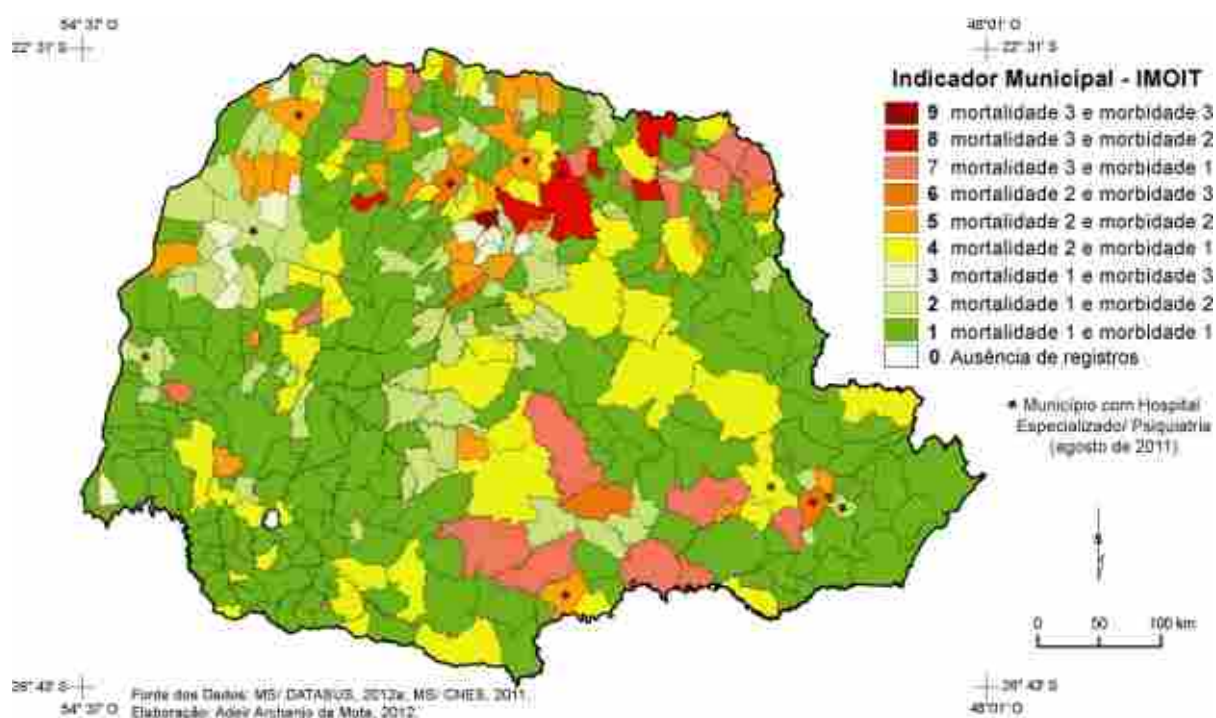 54° 37' O
48°01' O
22° 31' S
22° 31' S
Indicador Municipal - IMOIT
9 mortalidade 3 e morbidade 3
8 mortalidade 3 e morbidade 2
7 mortalidade 3 e morbidade 1
6 mortalidade 2 e morbidade 3
5 mortalidade 2 e morbidade 2
4 mortalidade 2 e morbidade 1
3 mortalidade 1 e morbidade 3
2 mortalidade 1 e morbidade 2
1 mortalidade 1 e morbidade 1
0 Ausência de registros
Município com Hospital
Especializado/ Psiquiatria
(agosto de 2011)
0 50 100 km
26° 43' S
26° 43' S
54° 37' O
48°01' O
Fonte dos Dados: MS/ DATASUS, 2012a, MS/ CNES, 2011.
Elaboração: Adeir Archanjo da Mota, 2012.